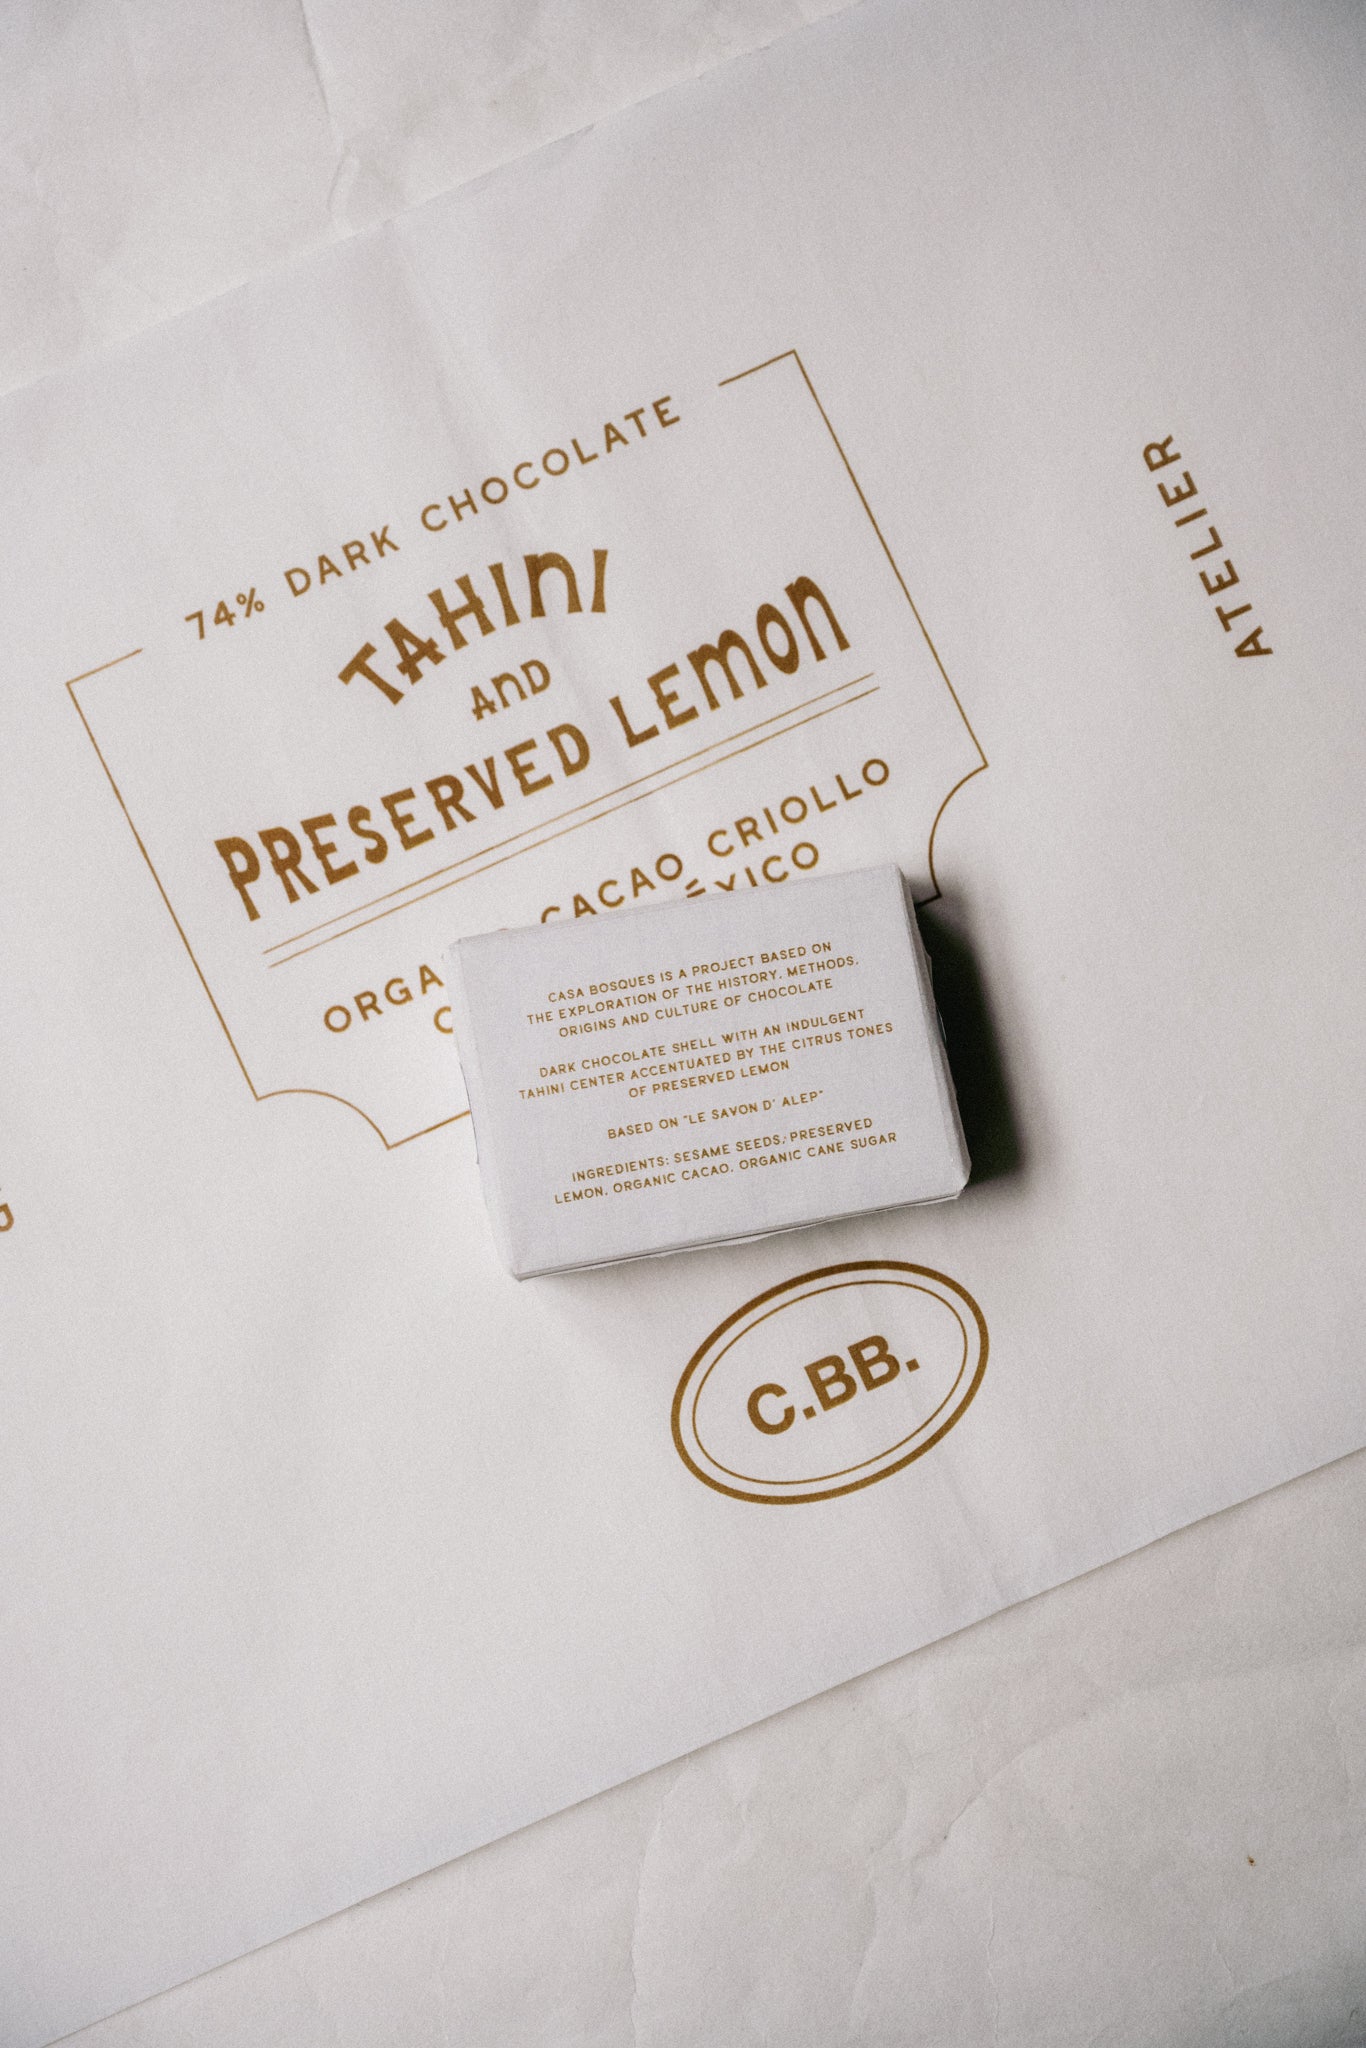 74% DARK CHOCOLATE
TAHINI
AND
PRESERVED LEMON
CACAO CRIOLLO
ATELIER
CASA BOSQUES IS A PROJECT BASED ON
THE EXPLORATION OF THE HISTORY, METHODS,
ORIGINS AND CULTURE OF CHOCOLATE
DARK CHOCOLATE SHELL WITH AN INDULGENT
TAHINI CENTER ACCENTUATED BY THE CITRUS TONES
OF PRESERVED LEMON
BASED ON "LE SAVON D' ALEP"
INGREDIENTS: SESAME SEEDS, PRESERVED
LEMON, ORGANIC CACAO, ORGANIC CANE SUGAR
C.BB.